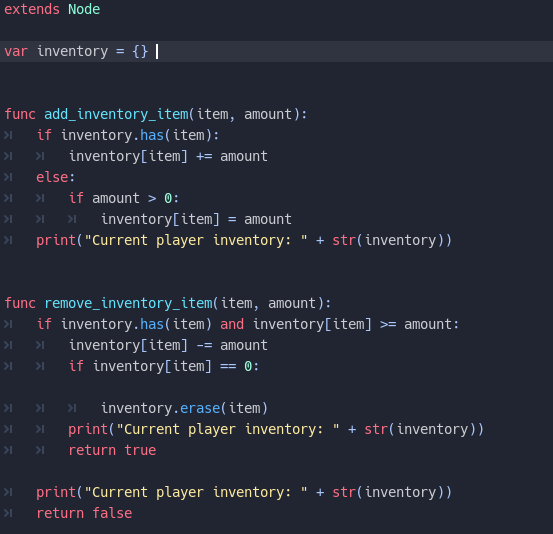 extends Node
var inventory = {}
func add_inventory_item(item, amount):
    if inventory.has(item):
        inventory[item] += amount
    else:
        if amount > 0:
            inventory[item] = amount
    print("Current player inventory: " + str(inventory))
func remove_inventory_item(item, amount):
    if inventory.has(item) and inventory[item] >= amount:
        inventory[item] -= amount
        if inventory[item] == 0:
            inventory.erase(item)
        print("Current player inventory: " + str(inventory))
        return true
    print("Current player inventory: " + str(inventory))
    return false